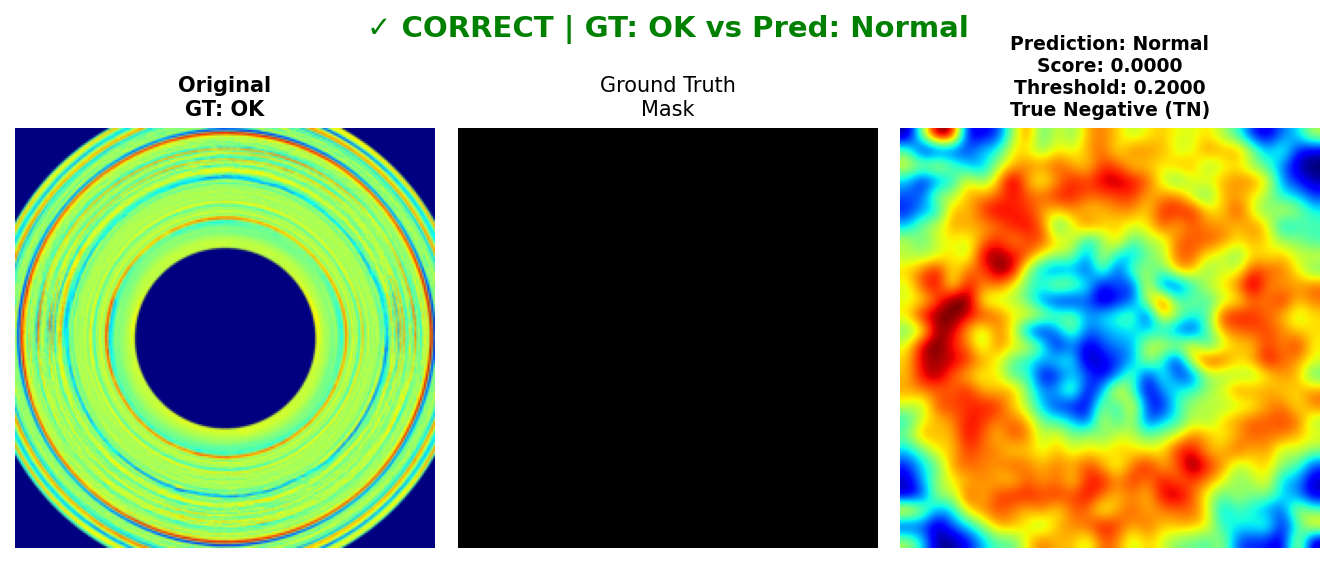 ✓ CORRECT | GT: OK vs Pred: Normal
Original
GT: OK
Ground Truth
Mask
Prediction: Normal
Score: 0.0000
Threshold: 0.2000
True Negative (TN)